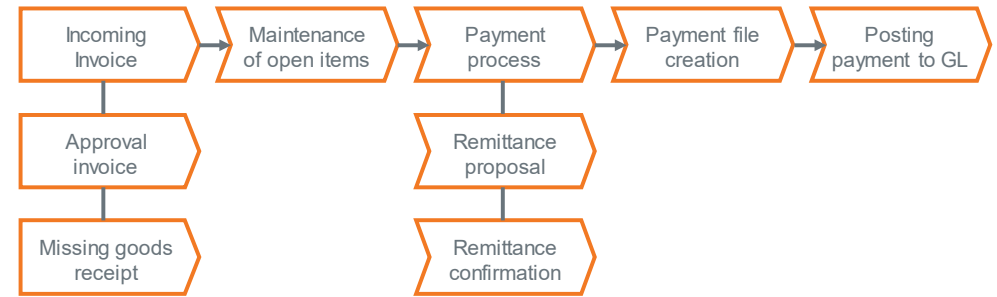 Incoming
Invoice
Maintenance
of open items
Payment
process
Payment file
creation
Posting
payment to GL
Approval
invoice
Remittance
proposal
Missing goods
receipt
Remittance
confirmation